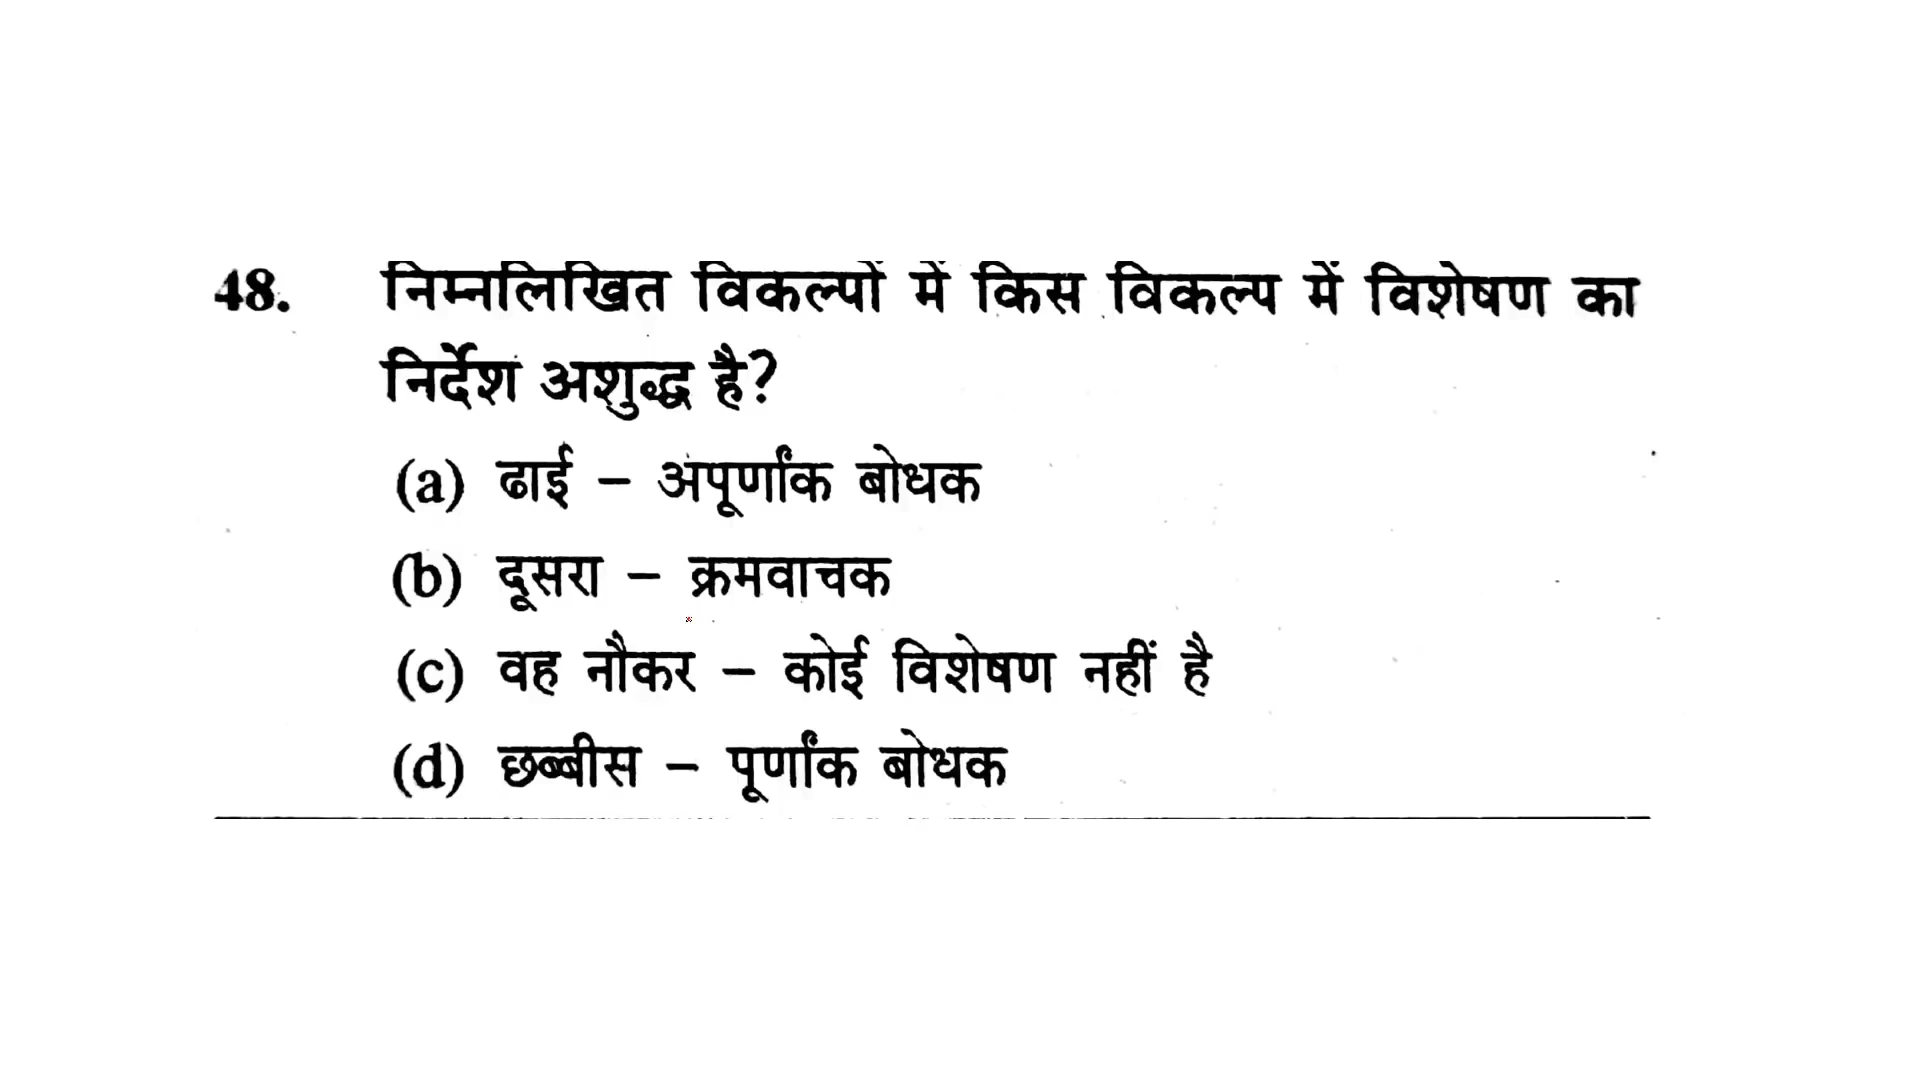 48. निम्नलिखित विकल्पों में किस विकल्प में विशेषण का
निर्देश अशुद्ध है?
(a) ढाई – अपूर्णांक बोधक
(b) दूसरा – क्रमवाचक
(c) वह नौकर – कोई विशेषण नहीं है
(d) छब्बीस – पूर्णांक बोधक